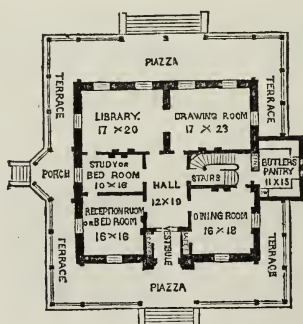 PIAZZA
TERRACE
TERRACE
LIBRARY.
17 × 20
DRAWING ROOM
17 × 23
STUDY OR
BED ROOM
10 × 16
STAIRS
BUTLERS
PANTRY
11 × 13
PORCH
HALL
12 × 19
RECEPTION ROOM
OR BED ROOM
16 × 16
DINING ROOM
16 × 18
VESTIBULE
TERRACE
TERRACE
PIAZZA